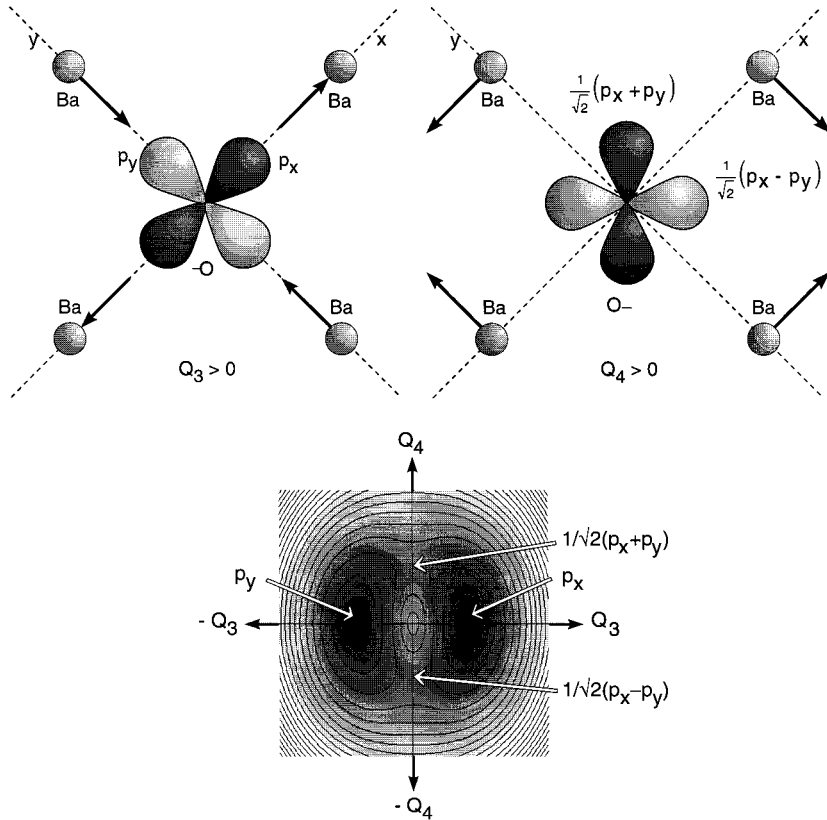 y
x
Ba
Ba
p_y
p_x
-O
Ba
Ba
Q_3 > 0
y
x
1/√2 (p_x + p_y)
Ba
Ba
1/√2 (p_x - p_y)
Ba
Ba
O-
Q_4 > 0
Q_4
1/√2(p_x+p_y)
p_y
p_x
- Q_3
Q_3
1/√2(p_x-p_y)
- Q_4